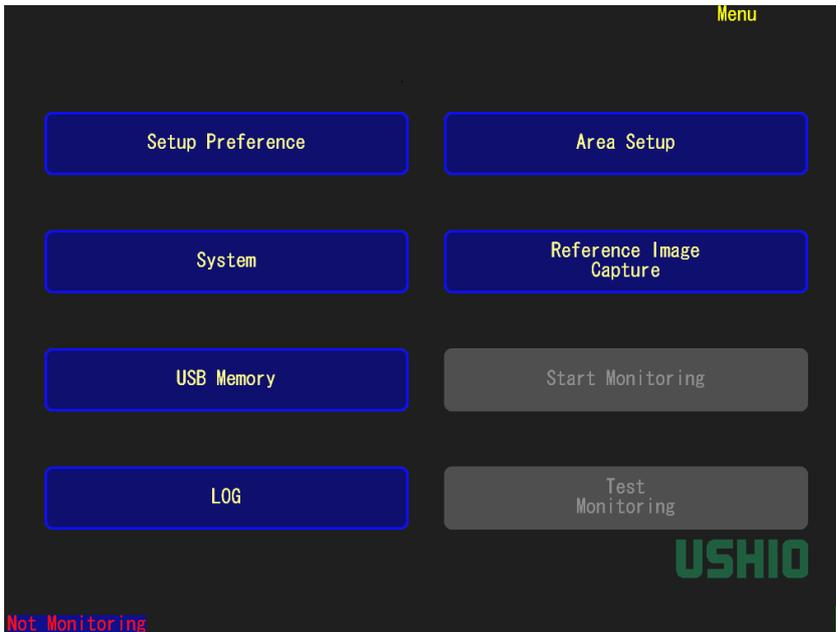 Menu
Setup Preference
Area Setup
System
Reference Image
Capture
USB Memory
Start Monitoring
LOG
Test
Monitoring
USHIO
Not Monitoring